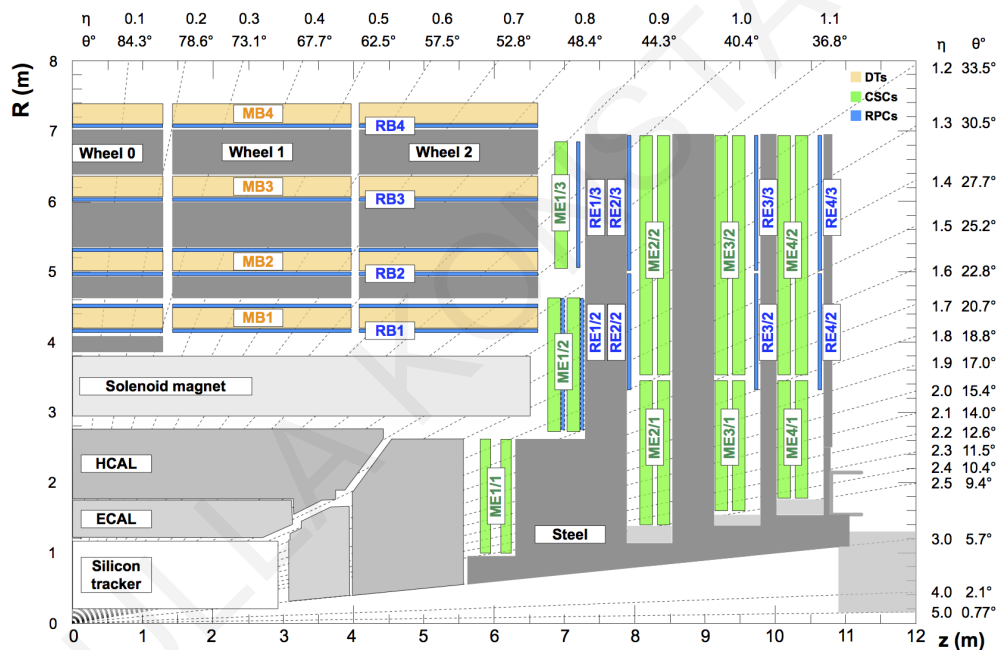 η 0.1 0.2 0.3 0.4 0.5 0.6 0.7 0.8 0.9 1.0 1.1
θ° 84.3° 78.6° 73.1° 67.7° 62.5° 57.5° 52.8° 48.4° 44.3° 40.4° 36.8° η θ°
R (m)
8
7
6
5
4
3
2
1
0
1.2 33.5°
1.3 30.5°
1.4 27.7°
1.5 25.2°
1.6 22.8°
1.7 20.7°
1.8 18.8°
1.9 17.0°
2.0 15.4°
2.1 14.0°
2.2 12.6°
2.3 11.5°
2.4 10.4°
2.5 9.4°
3.0 5.7°
4.0 2.1°
5.0 0.77°
DTs
CSCs
RPCs
MB4
RB4
Wheel 0 Wheel 1 Wheel 2
MB3
RB3
MB2
RB2
MB1
RB1
Solenoid magnet
HCAL
ECAL
Silicon
tracker
Steel
ME1/3
RE1/3
RE2/3
ME2/2
ME3/2
RE3/3
ME4/2
RE4/3
ME1/2
RE1/2
RE2/2
RE3/2
RE4/2
ME1/1
ME2/1
ME3/1
ME4/1
0 1 2 3 4 5 6 7 8 9 10 11 12
z (m)
ULLA KONSTA